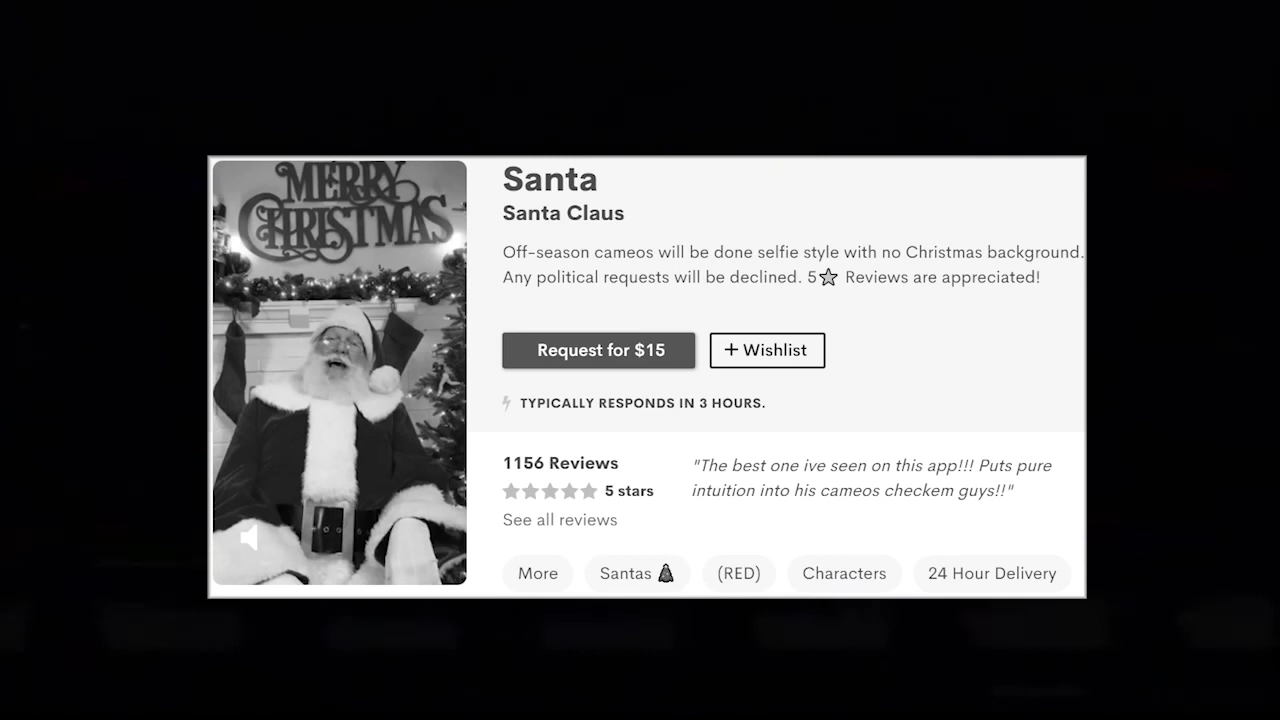 MERRY
CHRISTMAS
Santa
Santa Claus
Off-season cameos will be done selfie style with no Christmas background.
Any political requests will be declined. 5⭐ Reviews are appreciated!
Request for $15
+ Wishlist
TYPICALLY RESPONDS IN 3 HOURS.
1156 Reviews
5 stars
See all reviews
"The best one ive seen on this app!!! Puts pure
intuition into his cameos checkem guys!!"
More Santas 🎄 (RED) Characters 24 Hour Delivery